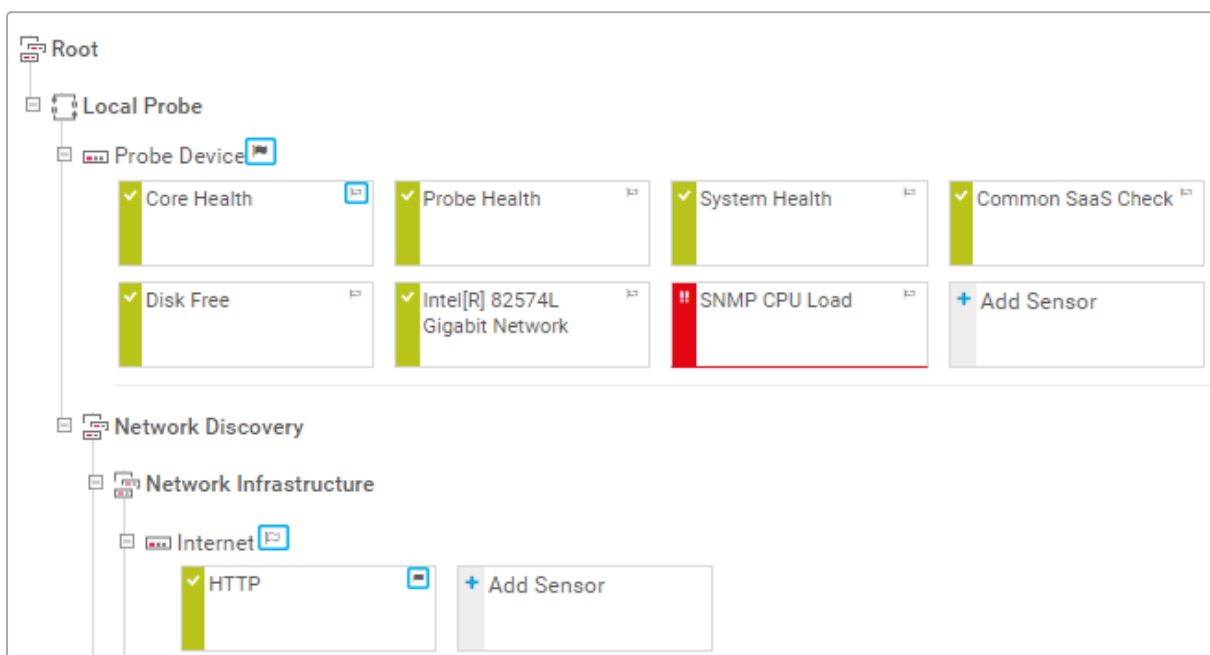 Root
Local Probe
Probe Device
Core Health
Probe Health
System Health
Common SaaS Check
Disk Free
Intel[R] 82574L
Gigabit Network
SNMP CPU Load
Add Sensor
Network Discovery
Network Infrastructure
Internet
HTTP
Add Sensor